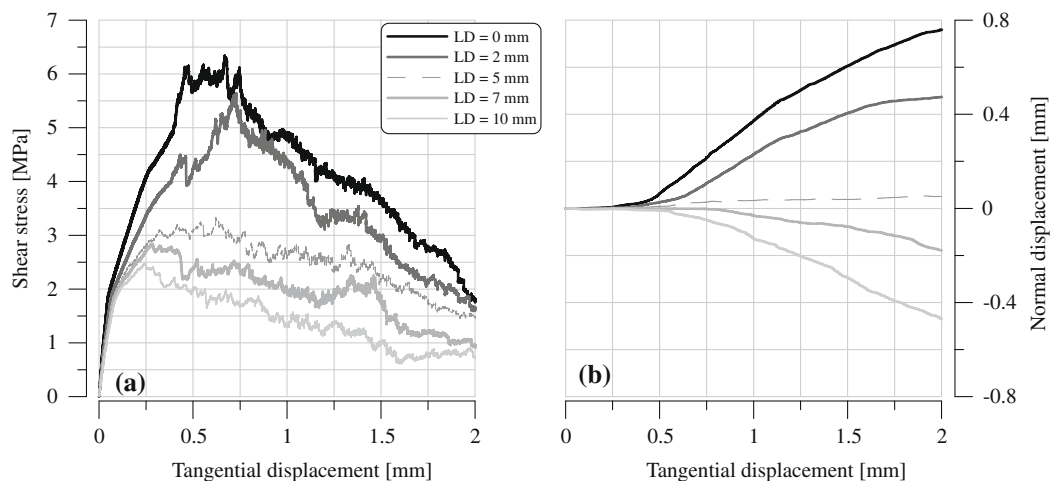 7
6
5
4
3
2
1
0
Shear stress [MPa]
LD = 0 mm
LD = 2 mm
LD = 5 mm
LD = 7 mm
LD = 10 mm
(a)
0 0.5 1 1.5 2
Tangential displacement [mm]
0.8
0.4
0
-0.4
-0.8
Normal displacement [mm]
(b)
0 0.5 1 1.5 2
Tangential displacement [mm]